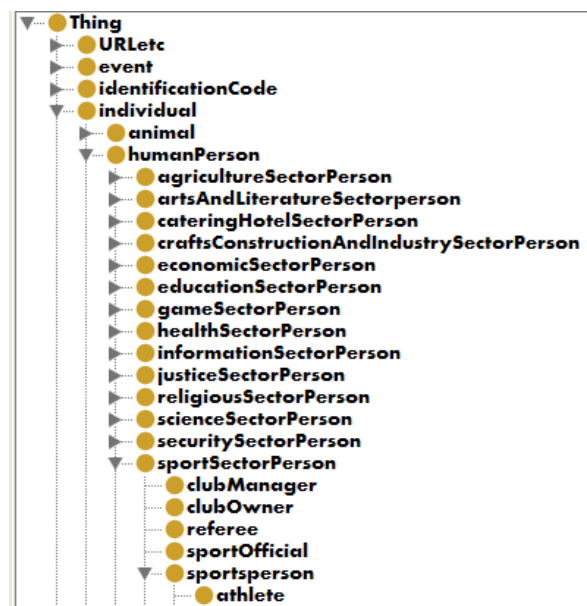 Thing
URLetc
event
identificationCode
individual
animal
humanPerson
agricultureSectorPerson
artsAndLiteratureSectorperson
cateringHotelSectorPerson
craftsConstructionAndIndustrySectorPerson
economicSectorPerson
educationSectorPerson
gameSectorPerson
healthSectorPerson
informationSectorPerson
justiceSectorPerson
religiousSectorPerson
scienceSectorPerson
securitySectorPerson
sportSectorPerson
clubManager
clubOwner
referee
sportOfficial
sportsperson
athlete